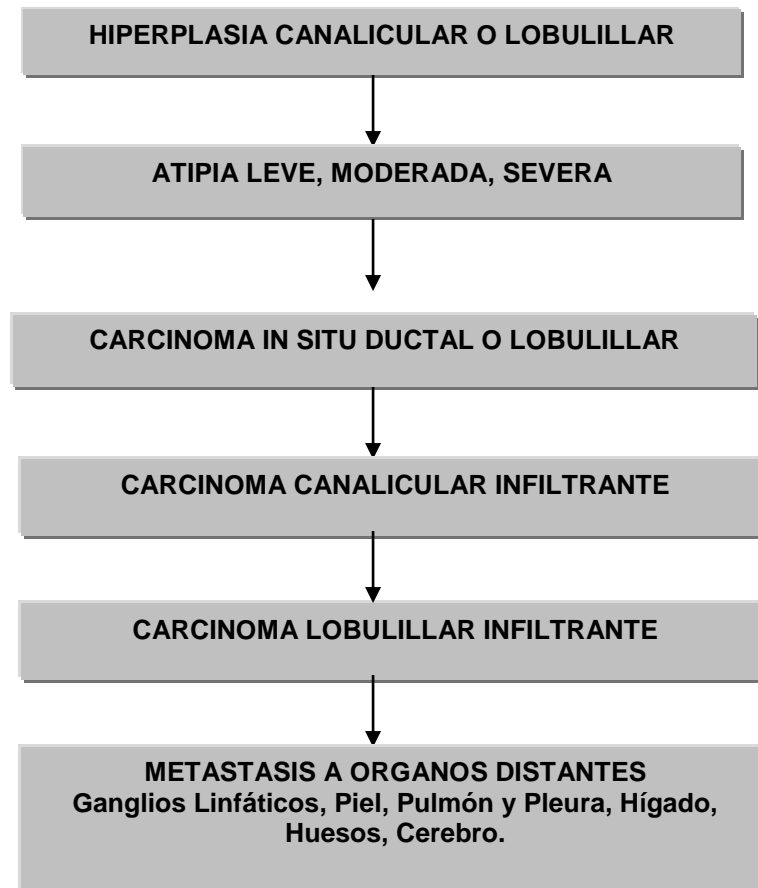 HIPERPLASIA CANALICULAR O LOBULILLAR
ATIPIA LEVE, MODERADA, SEVERA
CARCINOMA IN SITU DUCTAL O LOBULILLAR
CARCINOMA CANALICULAR INFILTRANTE
CARCINOMA LOBULILLAR INFILTRANTE
METASTASIS A ORGANOS DISTANTES
Ganglios Linfáticos, Piel, Pulmón y Pleura, Hígado,
Huesos, Cerebro.